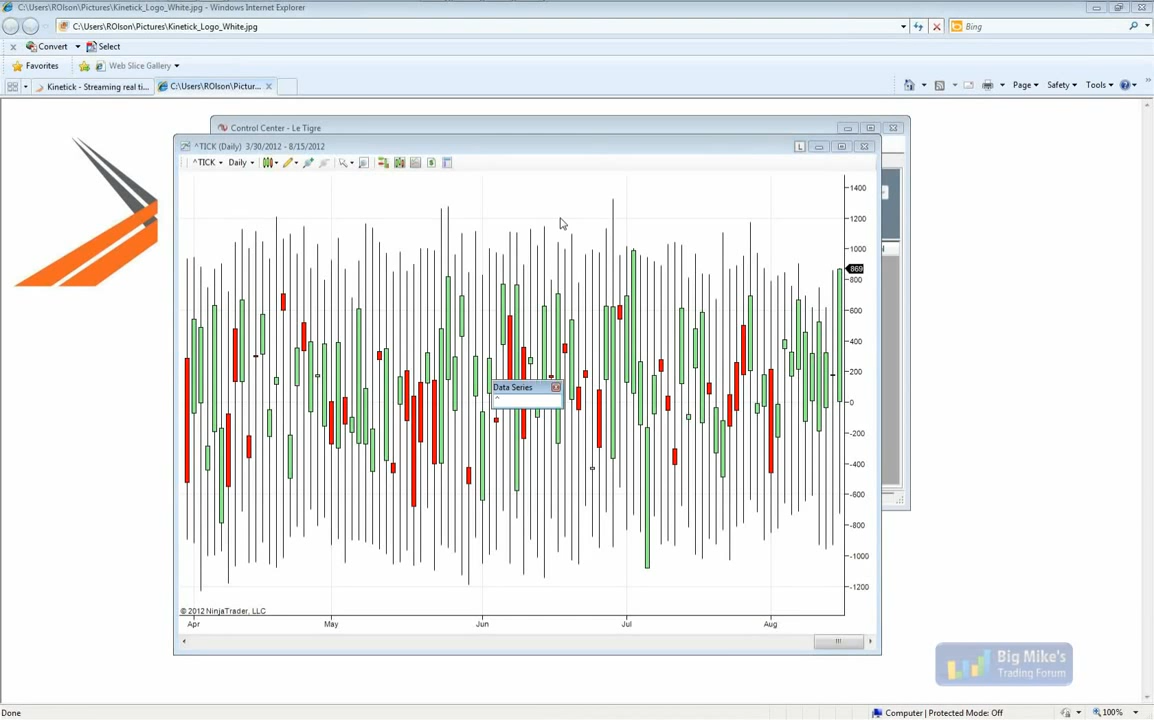 C:\Users\ROlson\Pictures\Kinetick_Logo_White.jpg - Windows Internet Explorer
C:\Users\ROlson\Pictures\Kinetick_Logo_White.jpg
Bing
Convert
Select
Favorites
Web Slice Gallery
Kinetick - Streaming real ti...
C:\Users\ROlson\Pictur...
Page
Safety
Tools
Control Center - Le Tigre
^TICK (Daily) 3/30/2012 - 8/15/2012
L
^TICK
Daily
1400
1200
1000
869
800
600
400
200
0
-200
-400
-600
-800
-1000
-1200
Data Series
^
© 2012 NinjaTrader, LLC
Apr
May
Jun
Jul
Aug
Big Mike's
Trading Forum
Done
Computer | Protected Mode: Off
100%